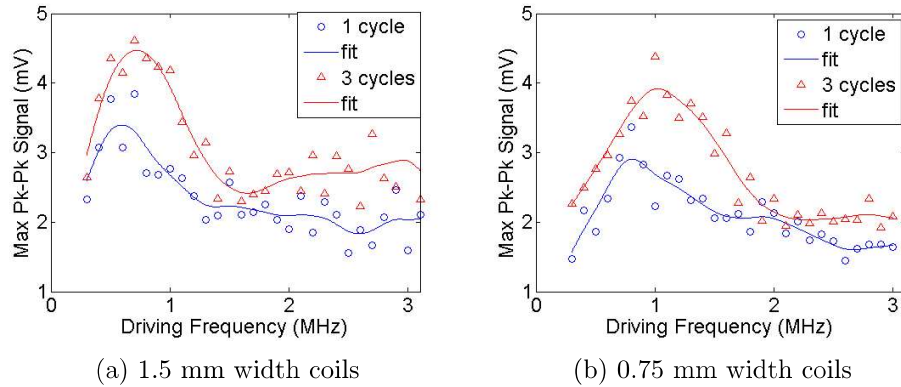 5
4
3
2
1
Max Pk-Pk Signal (mV)
0
1
2
3
Driving Frequency (MHz)
1 cycle
fit
3 cycles
fit
(a) 1.5 mm width coils
5
4
3
2
1
Max Pk-Pk Signal (mV)
0
1
2
3
Driving Frequency (MHz)
1 cycle
fit
3 cycles
fit
(b) 0.75 mm width coils